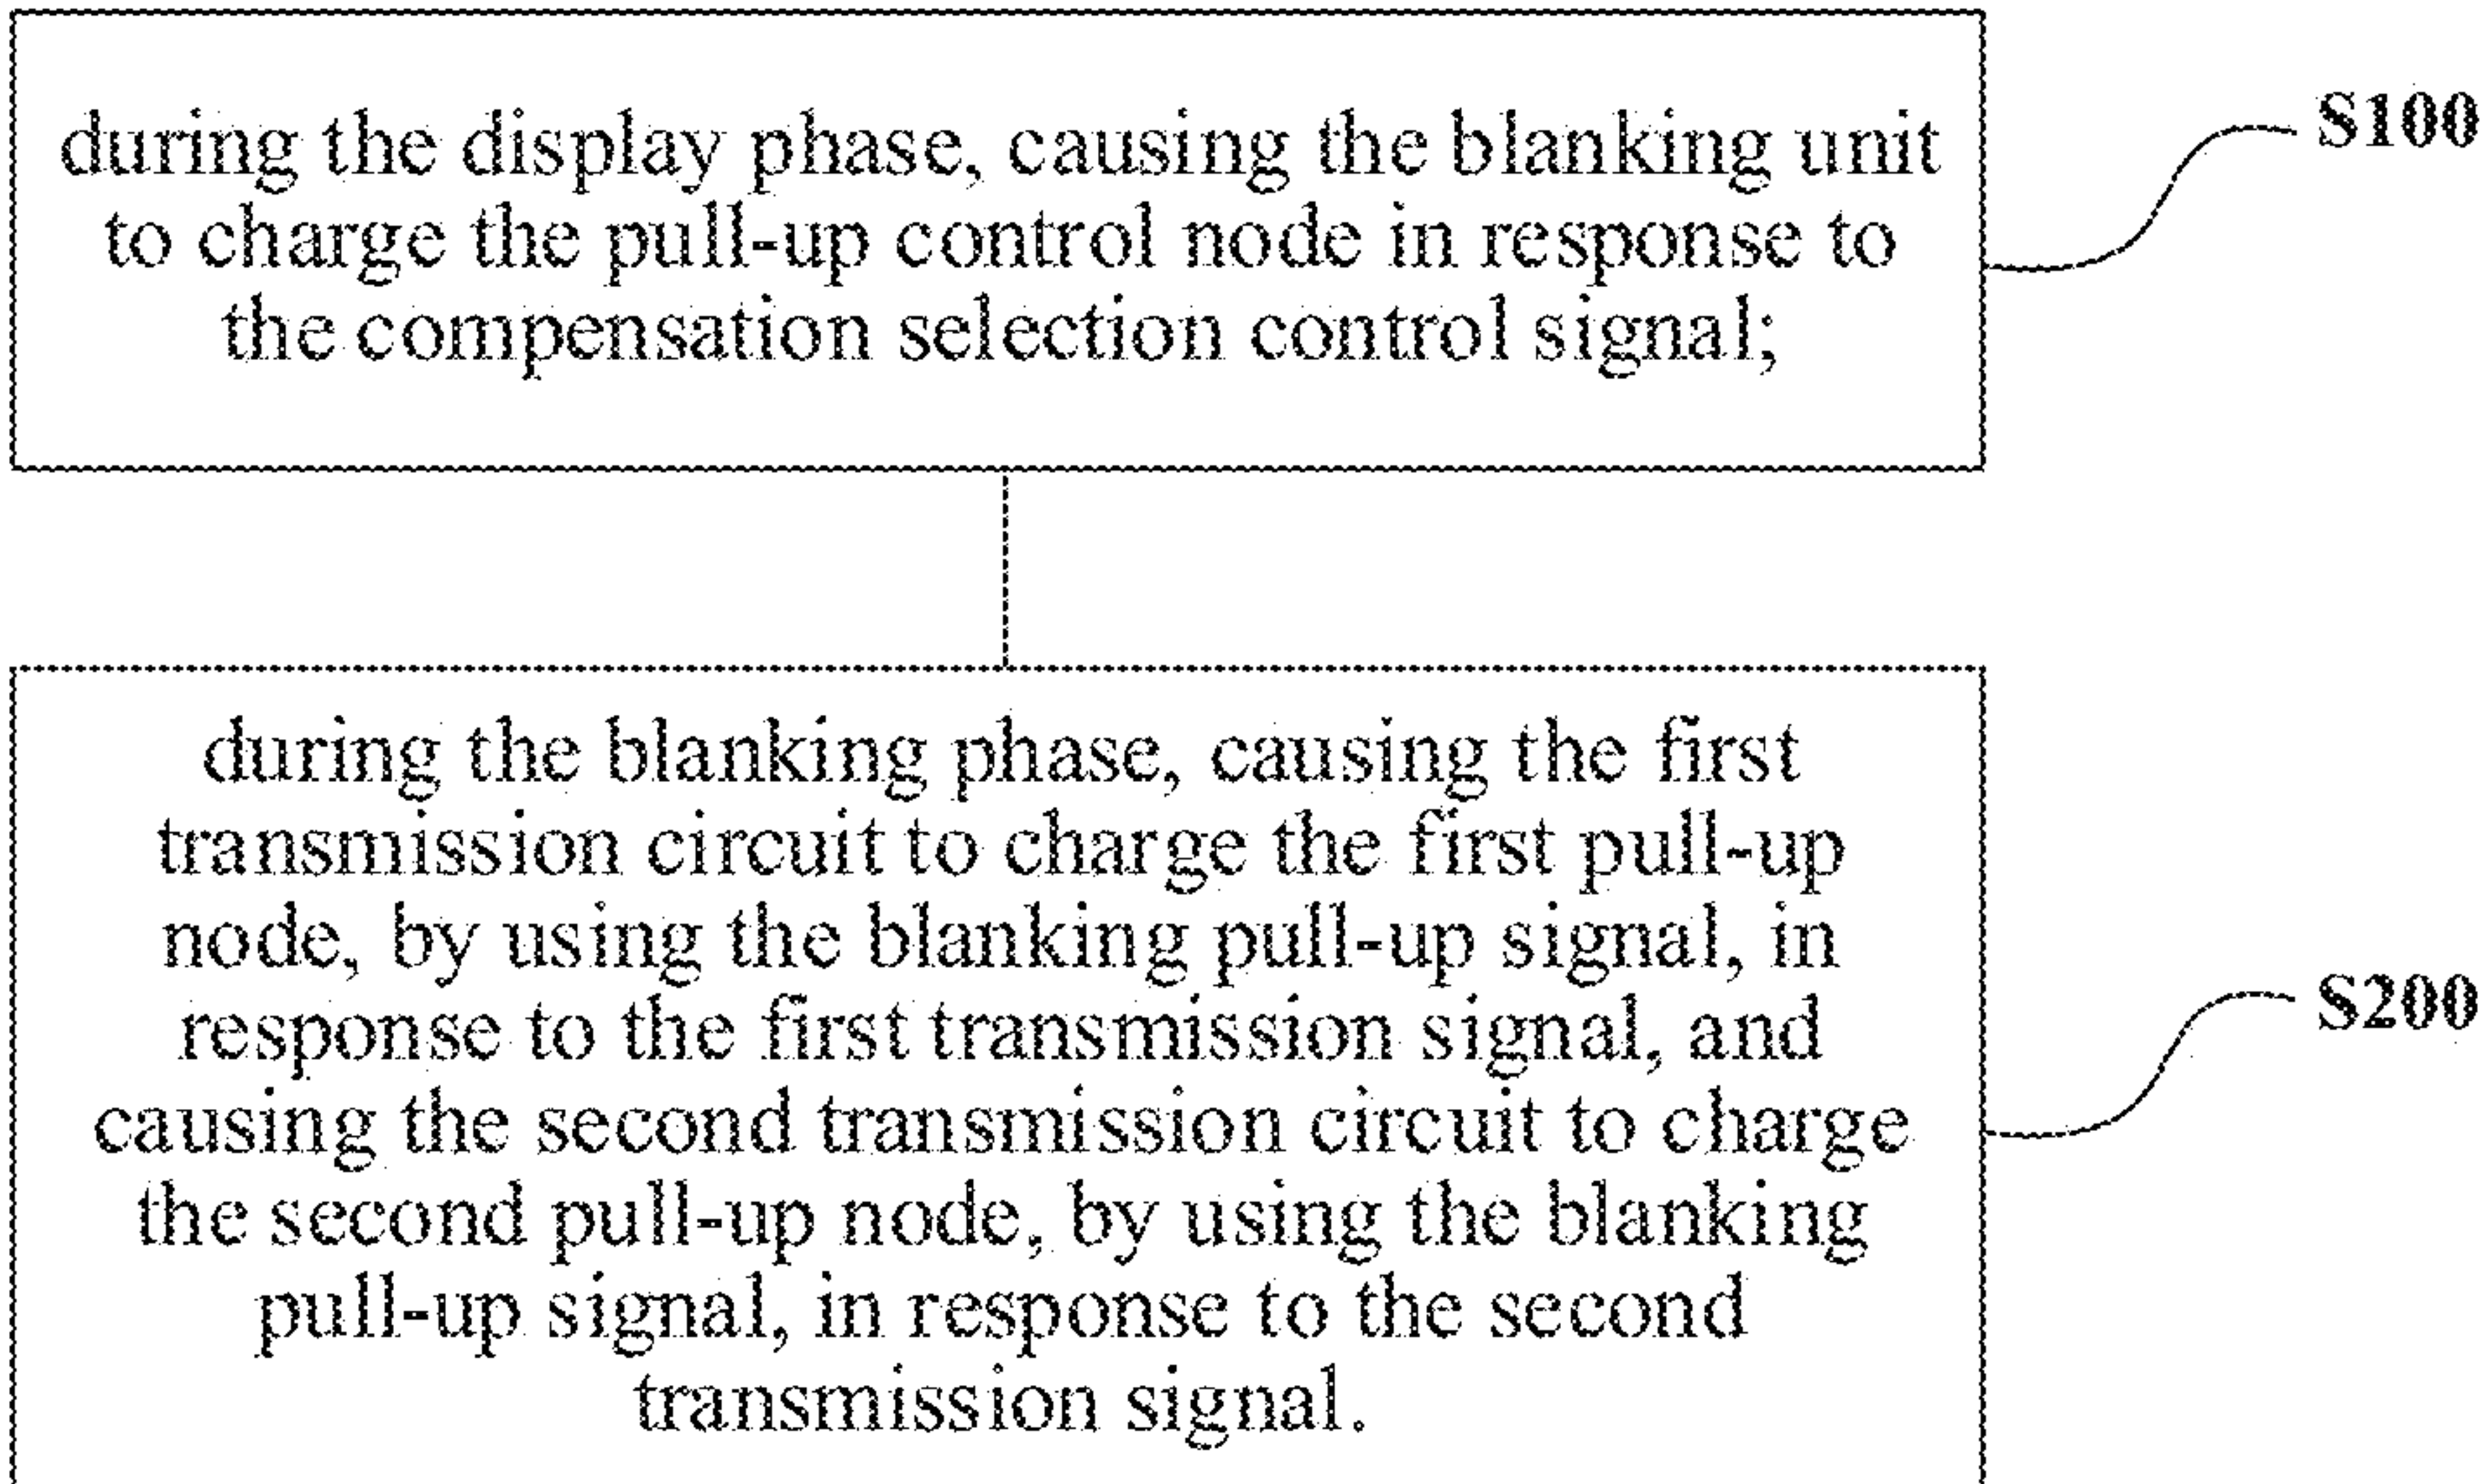 during the display phase, causing the blanking unit
to charge the pull-up control node in response to
the compensation selection control signal;
S100
during the blanking phase, causing the first
transmission circuit to charge the first pull-up
node, by using the blanking pull-up signal, in
response to the first transmission signal, and
causing the second transmission circuit to charge
the second pull-up node, by using the blanking
pull-up signal, in response to the second
transmission signal.
S200